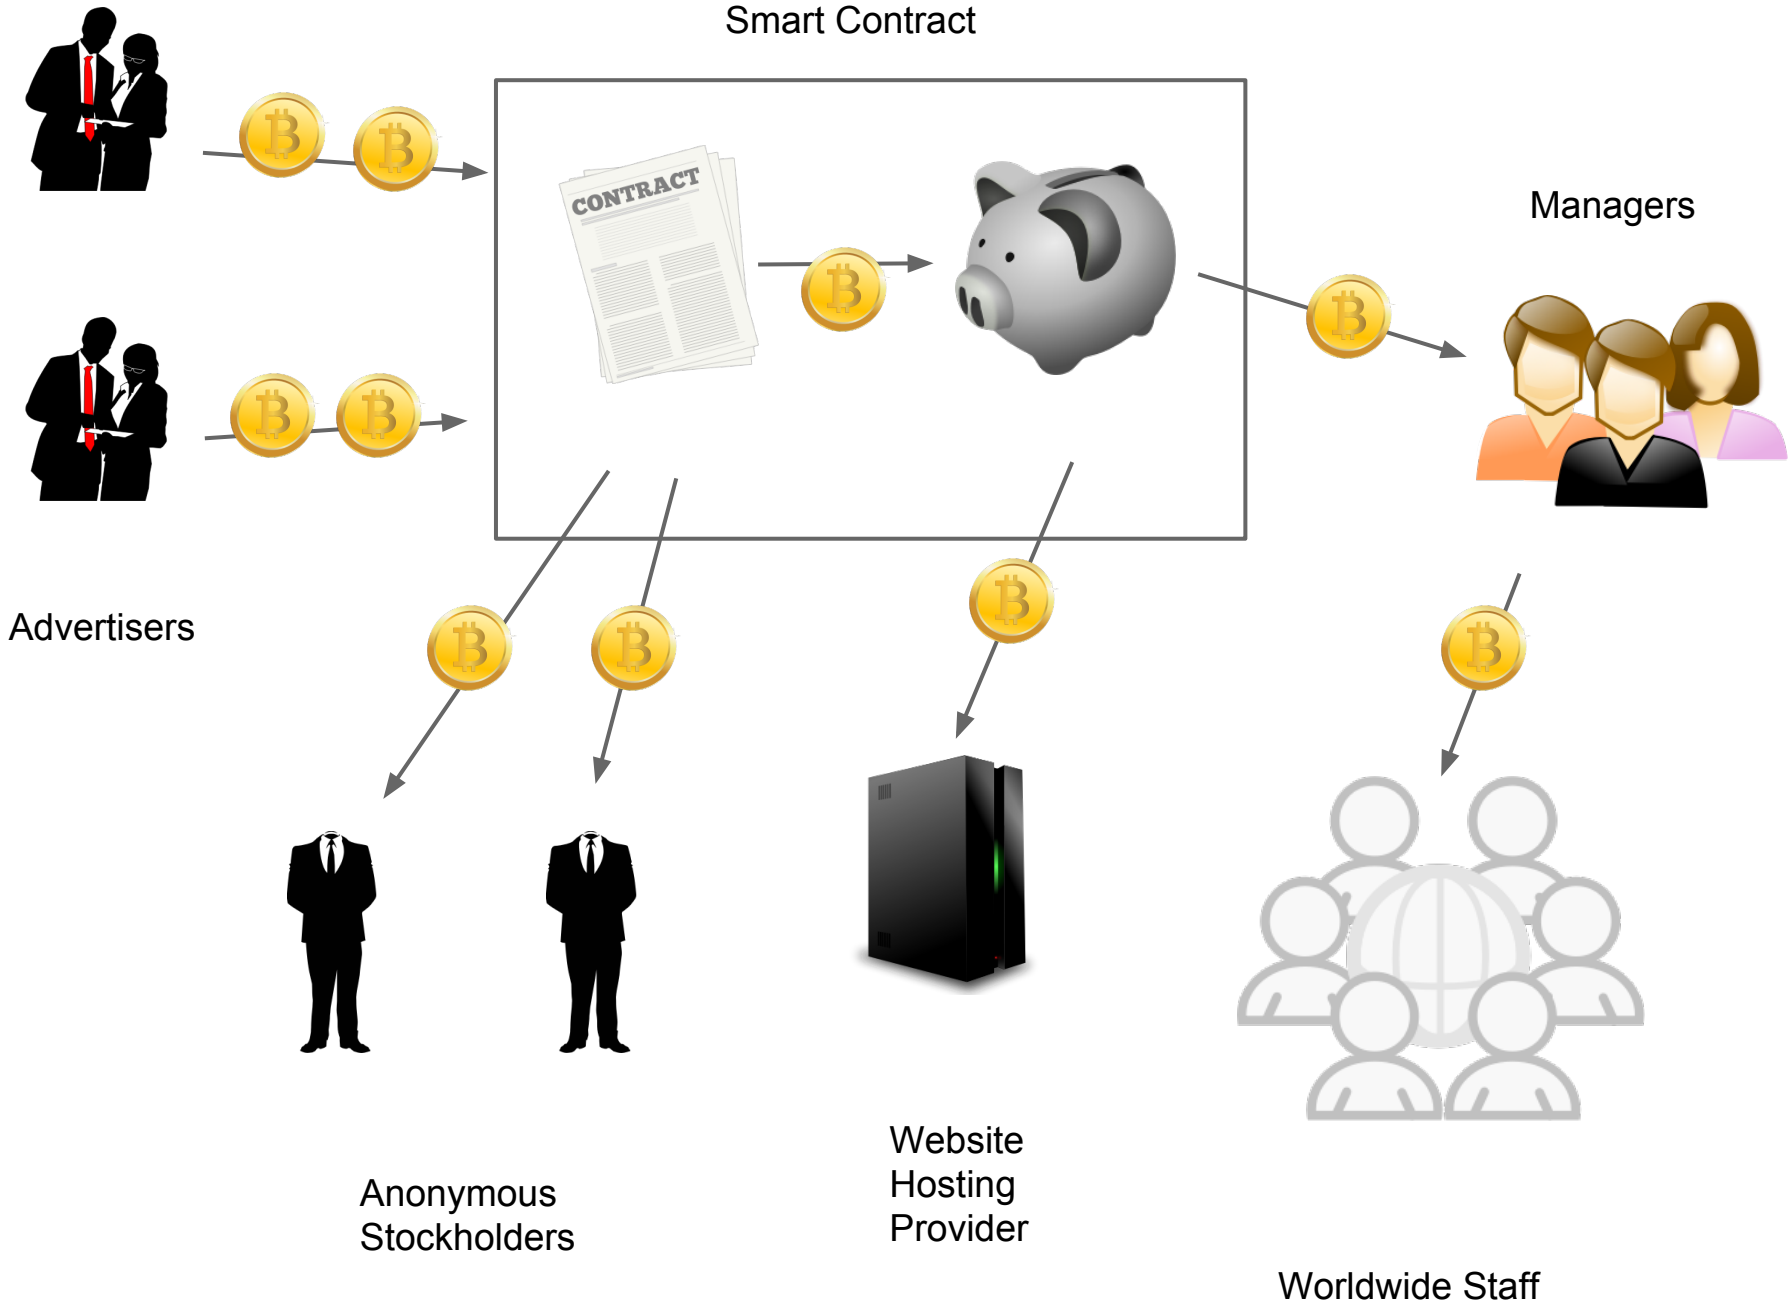 Smart Contract
CONTRACT
Managers
Advertisers
Anonymous
Stockholders
Website
Hosting
Provider
Worldwide Staff